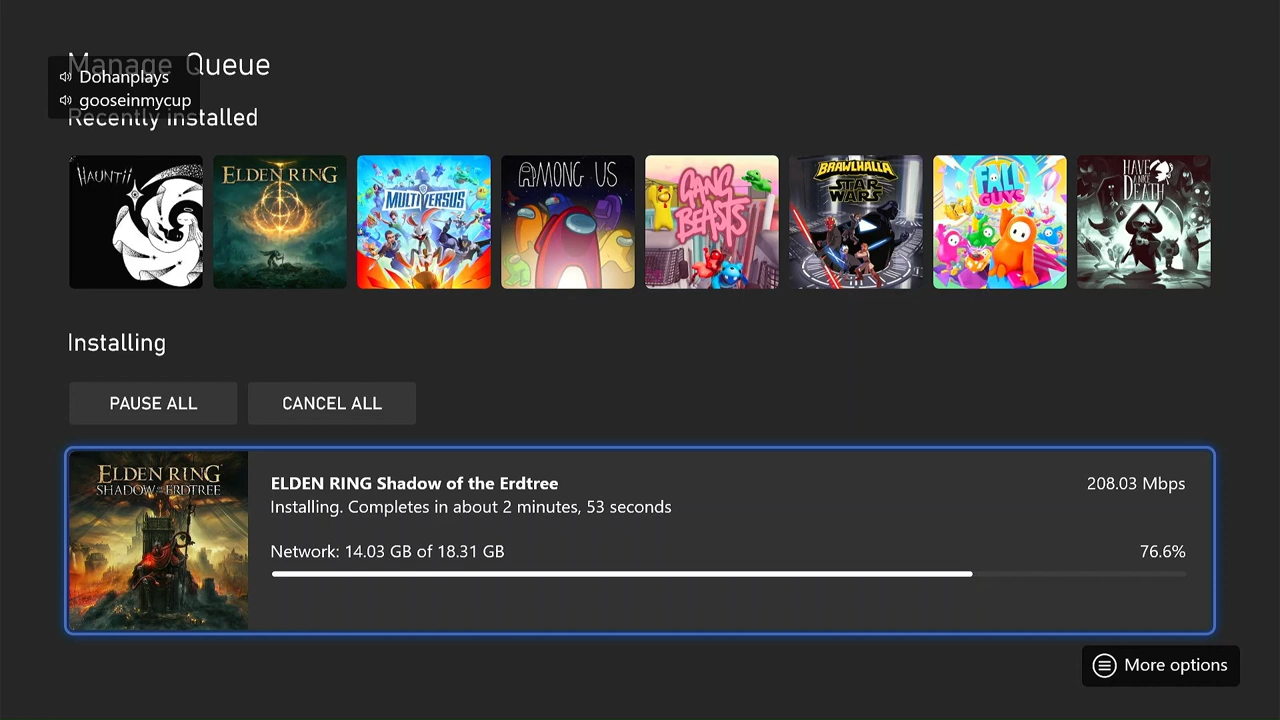 Manage Queue
Dohanplays
gooseinmycup
Recently installed
HAUNTii
ELDEN RING
MULTIVERSUS
AMONG US
GANG BEASTS
BRAWLHALLA
STAR WARS
FALL GUYS
HAVE A NICE DEATH
Installing
PAUSE ALL
CANCEL ALL
ELDEN RING
SHADOW OF THE ERDTREE
ELDEN RING Shadow of the Erdtree
208.03 Mbps
Installing. Completes in about 2 minutes, 53 seconds
Network: 14.03 GB of 18.31 GB
76.6%
More options